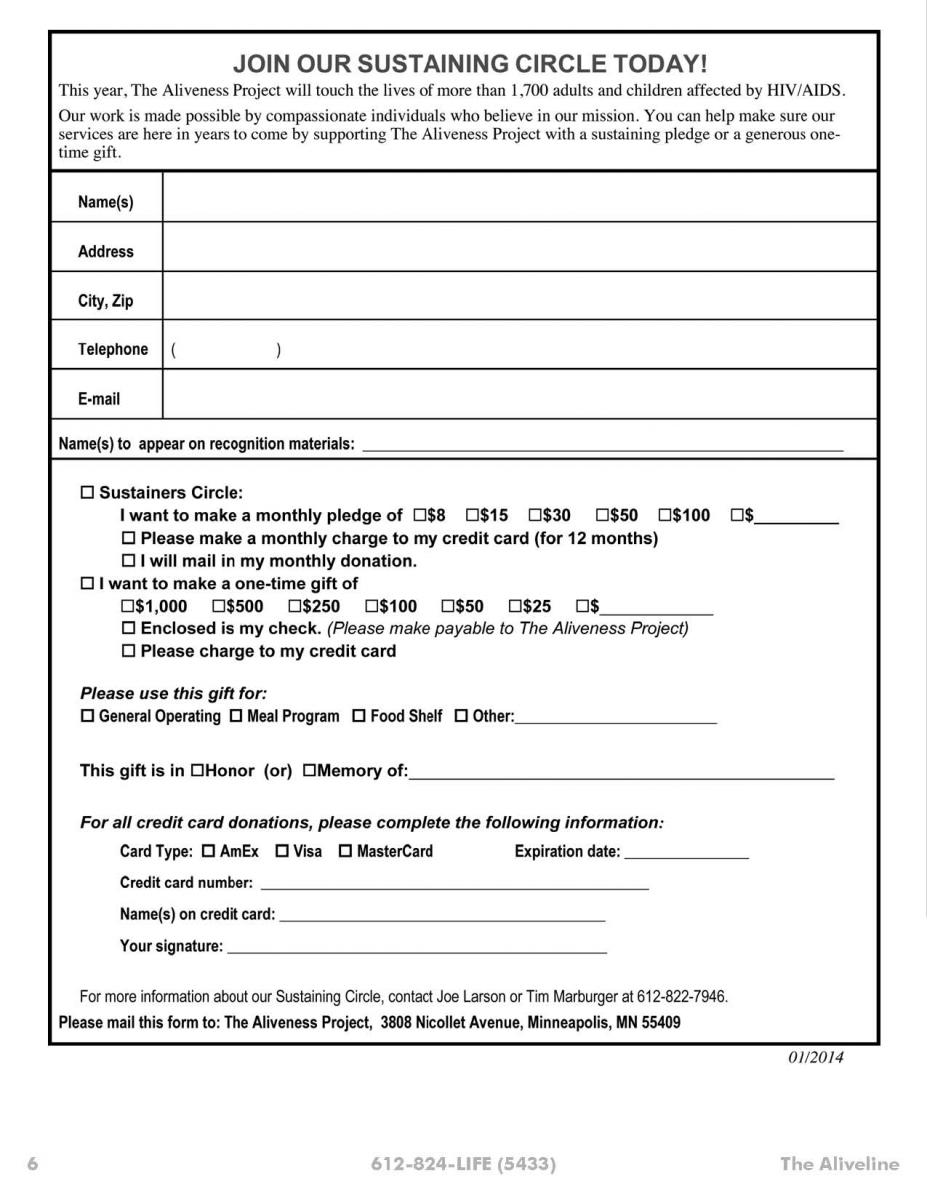 JOIN OUR SUSTAINING CIRCLE TODAY!
This year, The Aliveness Project will touch the lives of more than 1,700 adults and children affected by HIV/AIDS.
Our work is made possible by compassionate individuals who believe in our mission. You can help make sure our
services are here in years to come by supporting The Aliveness Project with a sustaining pledge or a generous one-
time gift.
Name(s)
Address
City, Zip
Telephone ( )
E-mail
Name(s) to appear on recognition materials: ____________________
☐ Sustainers Circle:
I want to make a monthly pledge of ☐$8 ☐$15 ☐$30 ☐$50 ☐$100 ☐$_________
☐ Please make a monthly charge to my credit card (for 12 months)
☐ I will mail in my monthly donation.
☐ I want to make a one-time gift of
☐$1,000 ☐$500 ☐$250 ☐$100 ☐$50 ☐$25 ☐$____________
☐ Enclosed is my check. (Please make payable to The Aliveness Project)
☐ Please charge to my credit card
Please use this gift for:
☐ General Operating ☐ Meal Program ☐ Food Shelf ☐ Other:____________________
This gift is in ☐Honor (or) ☐Memory of:____________________
For all credit card donations, please complete the following information:
Card Type: ☐ AmEx ☐ Visa ☐ MasterCard Expiration date: ____________
Credit card number: ____________________
Name(s) on credit card: ____________________
Your signature: ____________________
For more information about our Sustaining Circle, contact Joe Larson or Tim Marburger at 612-822-7946.
Please mail this form to: The Aliveness Project, 3808 Nicollet Avenue, Minneapolis, MN 55409
01/2014
6 612-824-LIFE (5433) The Aliveline